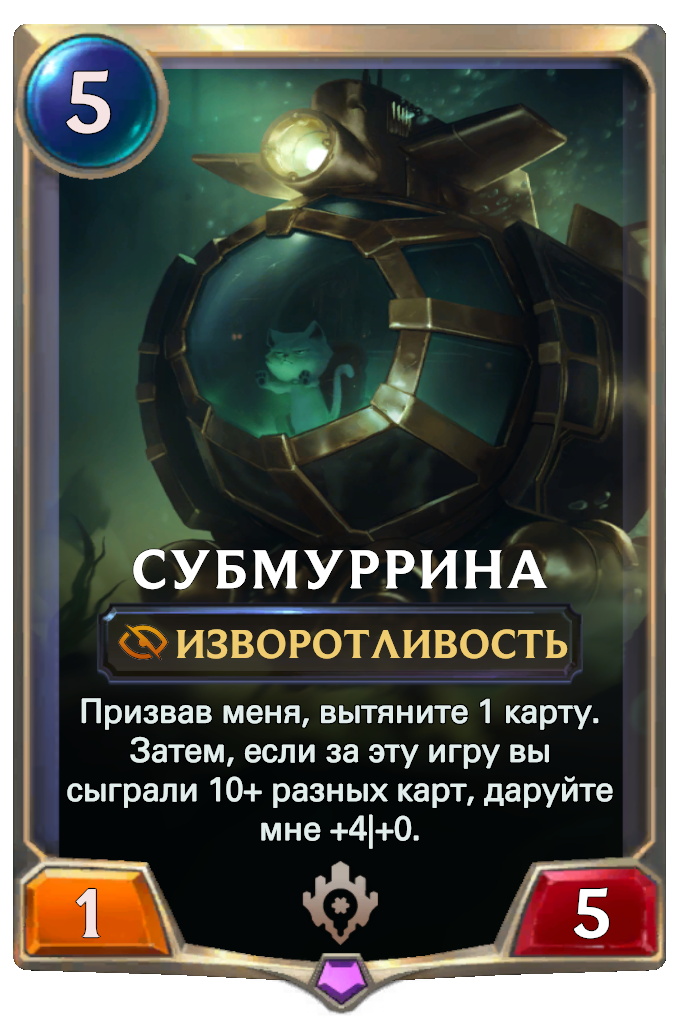 5
СУБМУРРИНА
ИЗВОРОТЛИВОСТЬ
Призвав меня, вытяните 1 карту.
Затем, если за эту игру вы
сыграли 10+ разных карт, даруйте
мне +4|+0.
1
5